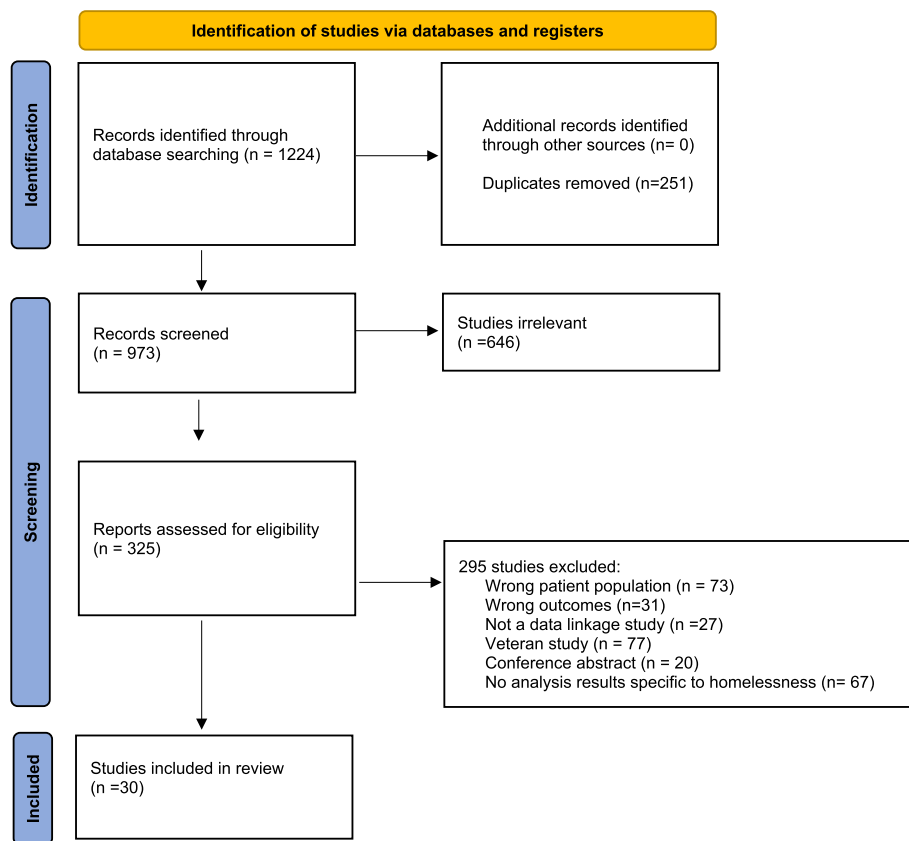 Identification of studies via databases and registers
Identification
Records identified through
database searching (n = 1224)
Additional records identified
through other sources (n= 0)
Duplicates removed (n=251)
Screening
Records screened
(n = 973)
Studies irrelevant
(n =646)
Reports assessed for eligibility
(n = 325)
295 studies excluded:
Wrong patient population (n = 73)
Wrong outcomes (n=31)
Not a data linkage study (n =27)
Veteran study (n = 77)
Conference abstract (n = 20)
No analysis results specific to homelessness (n= 67)
Included
Studies included in review
(n =30)